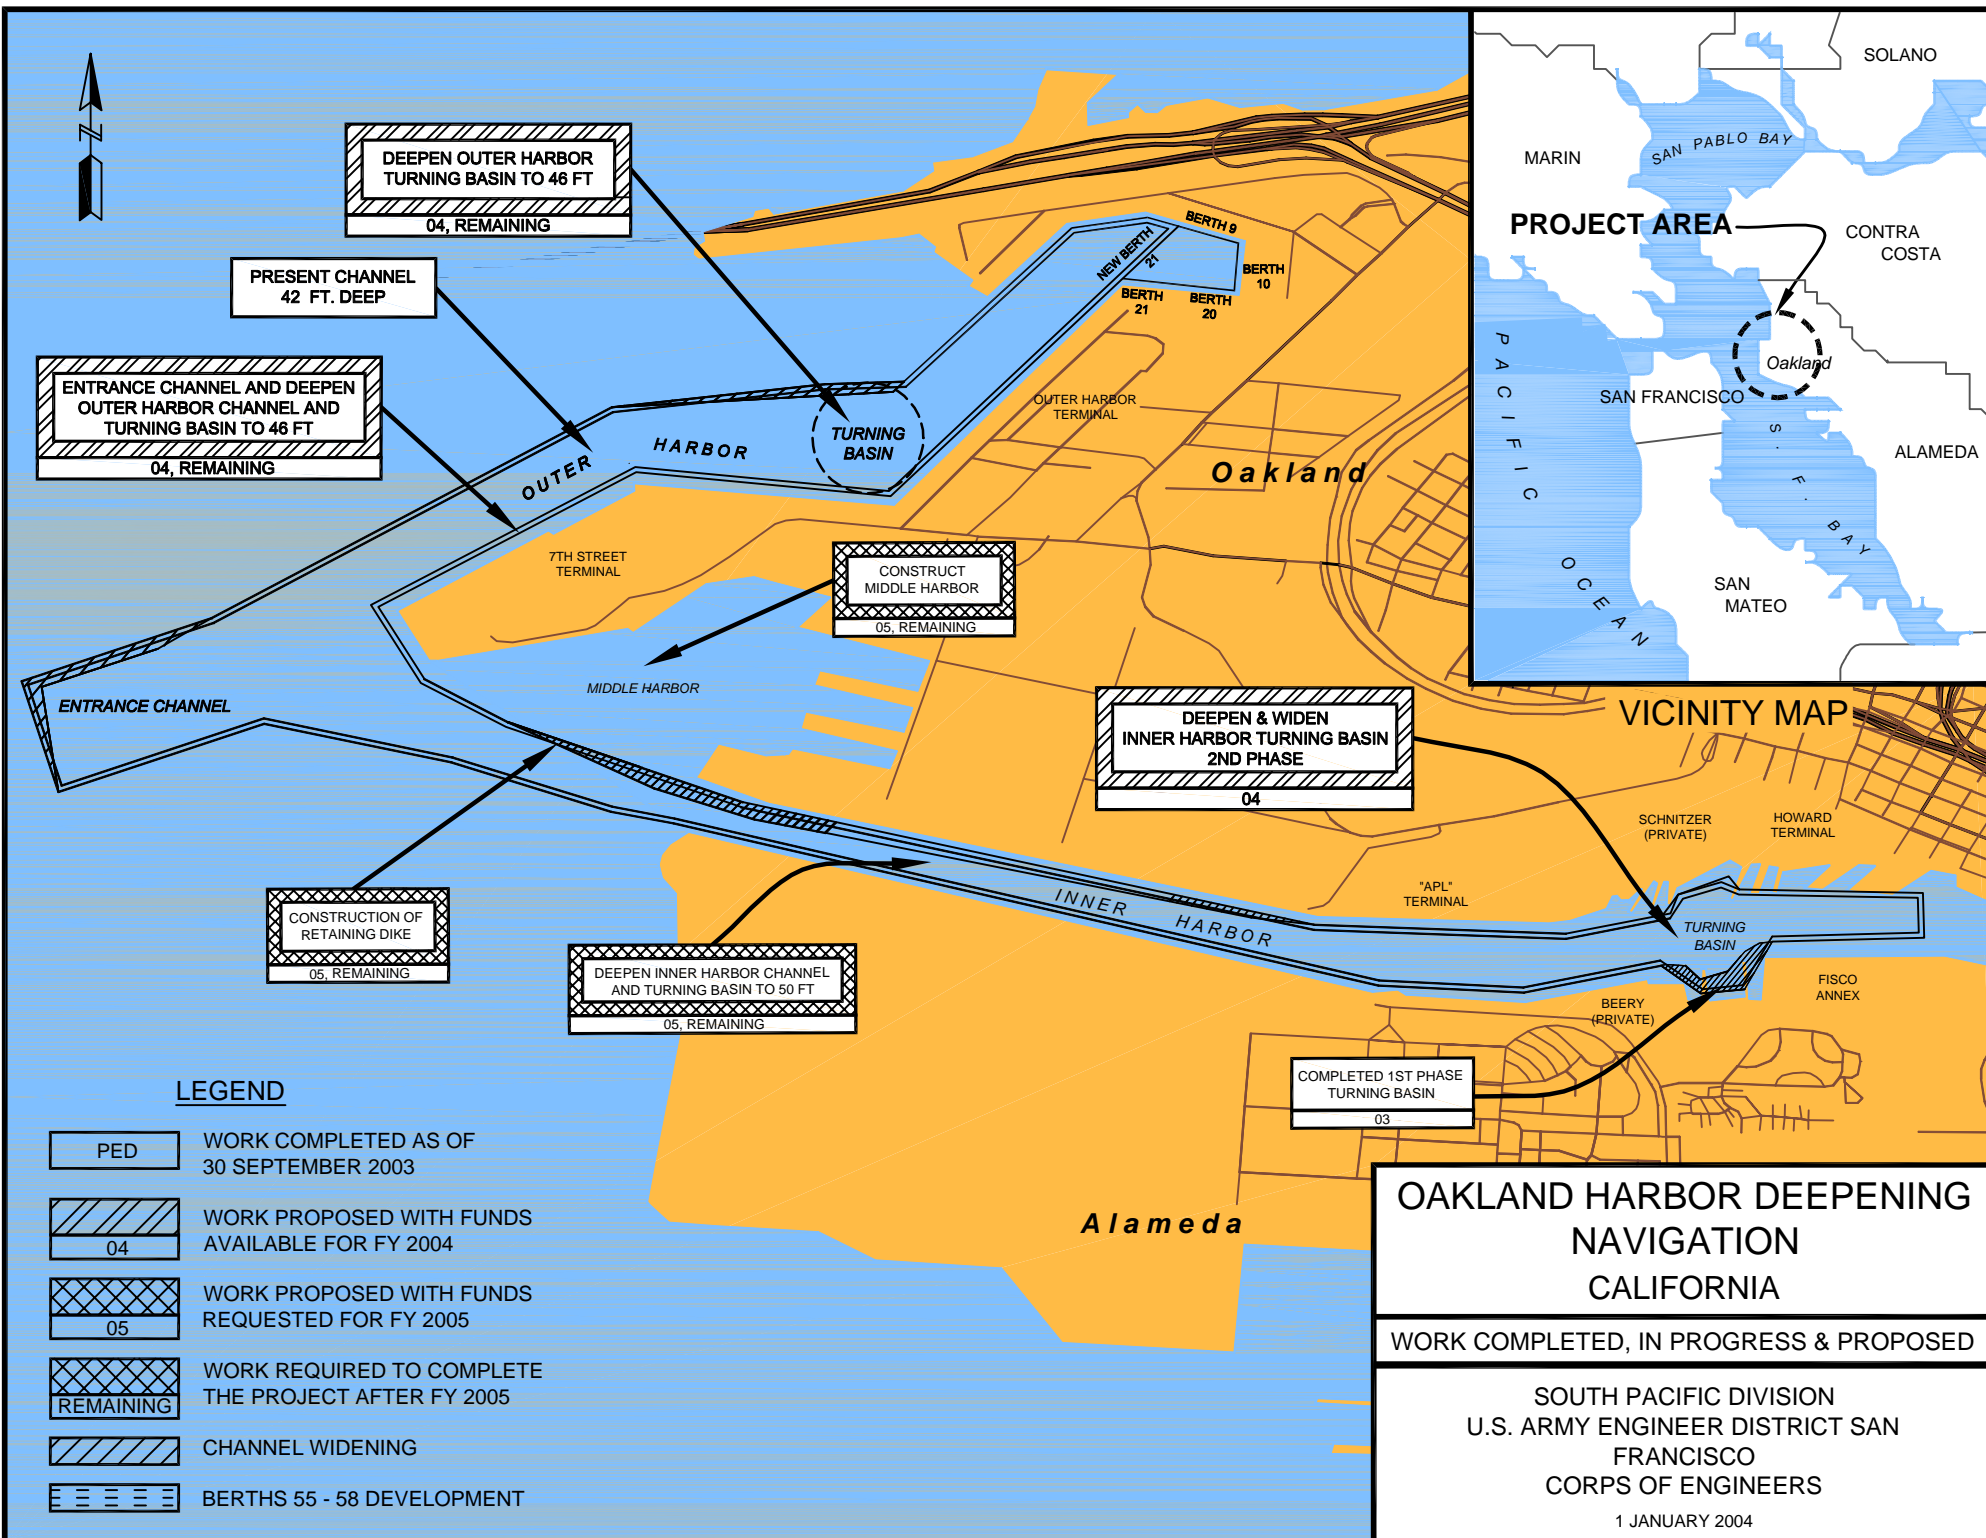 N
DEEPEN OUTER HARBOR
TURNING BASIN TO 46 FT
04, REMAINING
PRESENT CHANNEL
42 FT. DEEP
ENTRANCE CHANNEL AND DEEPEN
OUTER HARBOR CHANNEL AND
TURNING BASIN TO 46 FT
04, REMAINING
BERTH 9
NEW BERTH
21
BERTH
10
BERTH
21
BERTH
20
OUTER HARBOR
TERMINAL
TURNING
BASIN
OUTER HARBOR
Oakland
7TH STREET
TERMINAL
CONSTRUCT
MIDDLE HARBOR
05, REMAINING
MIDDLE HARBOR
ENTRANCE CHANNEL
DEEPEN & WIDEN
INNER HARBOR TURNING BASIN
2ND PHASE
04
SCHNITZER
(PRIVATE)
HOWARD
TERMINAL
"APL"
TERMINAL
INNER HARBOR
TURNING
BASIN
CONSTRUCTION OF
RETAINING DIKE
05, REMAINING
DEEPEN INNER HARBOR CHANNEL
AND TURNING BASIN TO 50 FT
05, REMAINING
BEERY
(PRIVATE)
FISCO
ANNEX
COMPLETED 1ST PHASE
TURNING BASIN
03
Alameda
SOLANO
SAN PABLO BAY
MARIN
PROJECT AREA
CONTRA
COSTA
Oakland
SAN FRANCISCO
PACIFIC OCEAN
S. F. BAY
ALAMEDA
SAN
MATEO
VICINITY MAP
LEGEND
PED
WORK COMPLETED AS OF
30 SEPTEMBER 2003
04
WORK PROPOSED WITH FUNDS
AVAILABLE FOR FY 2004
05
WORK PROPOSED WITH FUNDS
REQUESTED FOR FY 2005
REMAINING
WORK REQUIRED TO COMPLETE
THE PROJECT AFTER FY 2005
CHANNEL WIDENING
BERTHS 55 - 58 DEVELOPMENT
OAKLAND HARBOR DEEPENING
NAVIGATION
CALIFORNIA
WORK COMPLETED, IN PROGRESS & PROPOSED
SOUTH PACIFIC DIVISION
U.S. ARMY ENGINEER DISTRICT SAN
FRANCISCO
CORPS OF ENGINEERS
1 JANUARY 2004